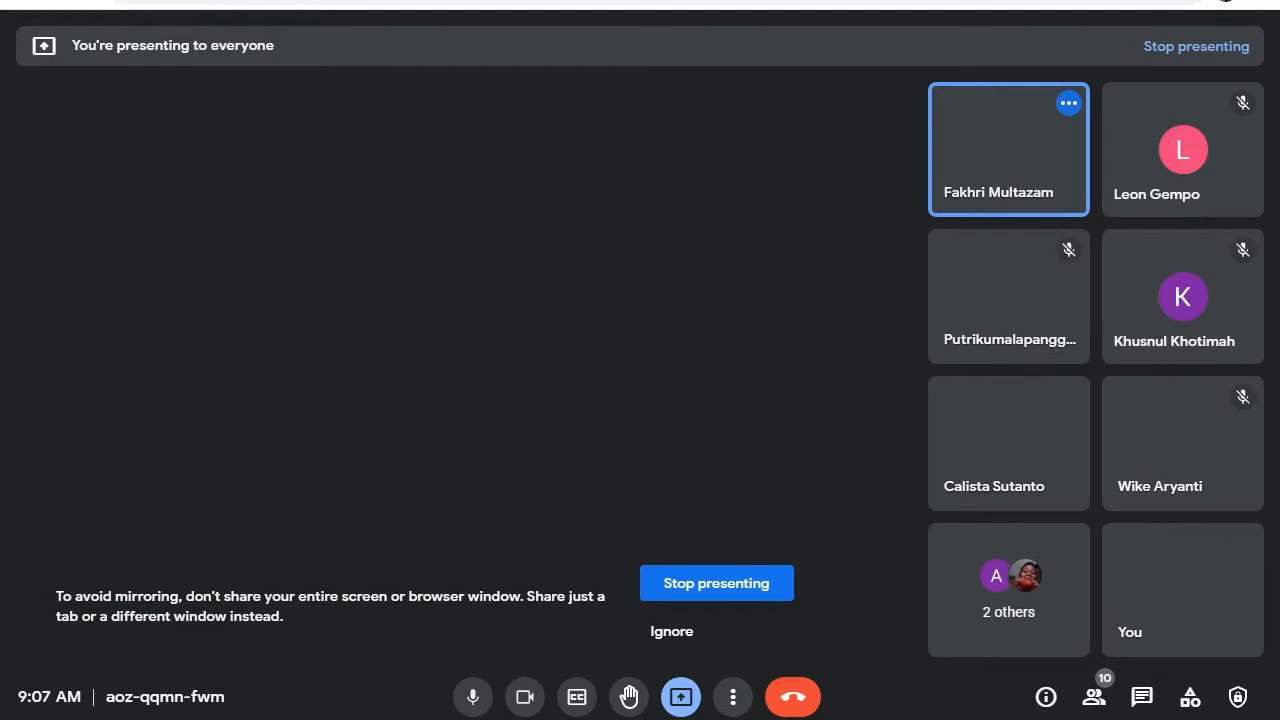 You're presenting to everyone
Stop presenting
Fakhri Multazam
L
Leon Gempo
Putrikumalapangg...
K
Khusnul Khotimah
Calista Sutanto
Wike Aryanti
A
2 others
You
To avoid mirroring, don't share your entire screen or browser window. Share just a
tab or a different window instead.
Stop presenting
Ignore
9:07 AM | aoz-qqmn-fwm
CC
10